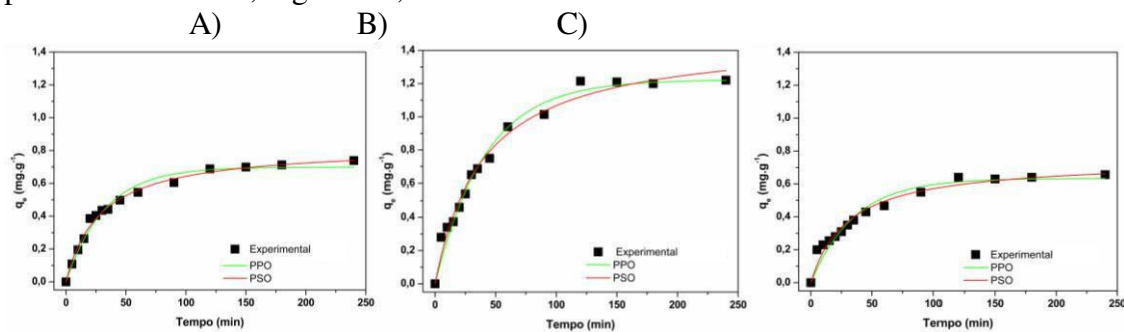 A) B) C)
1,4
1,2
1,0
0,8
0,6
0,4
0,2
0,0
qₑ (mg.g⁻¹)
Experimental
PPO
PSO
0 50 100 150 200 250
Tempo (min)
1,4
1,2
1,0
0,8
0,6
0,4
0,2
0,0
qₑ (mg.g⁻¹)
Experimental
PPO
PSO
0 50 100 150 200 250
Tempo (min)
1,4
1,2
1,0
0,8
0,6
0,4
0,2
0,0
qₑ (mg.g⁻¹)
Experimental
PPO
PSO
0 50 100 150 200 250
Tempo (min)